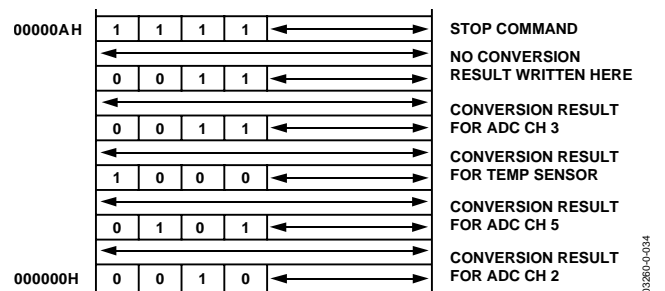 00000AH 1 1 1 1 STOP COMMAND
NO CONVERSION
0 0 1 1 RESULT WRITTEN HERE
CONVERSION RESULT
0 0 1 1 FOR ADC CH 3
CONVERSION RESULT
1 0 0 0 FOR TEMP SENSOR
CONVERSION RESULT
0 1 0 1 FOR ADC CH 5
CONVERSION RESULT
000000H 0 0 1 0 FOR ADC CH 2
03260-0-034